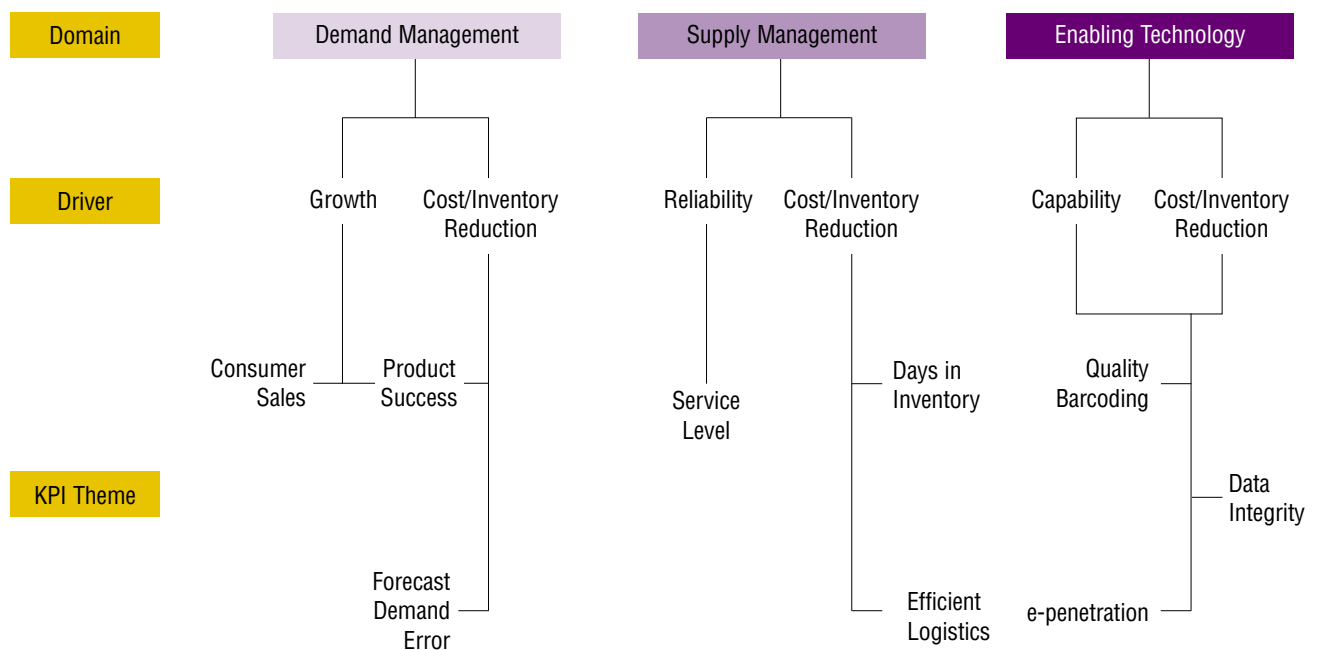 Domain
Demand Management
Supply Management
Enabling Technology
Driver
Growth
Cost/Inventory
Reduction
Reliability
Cost/Inventory
Reduction
Capability
Cost/Inventory
Reduction
KPI Theme
Consumer
Sales
Product
Success
Forecast
Demand
Error
Service
Level
Days in
Inventory
Efficient
Logistics
Quality
Barcoding
Data
Integrity
e-penetration